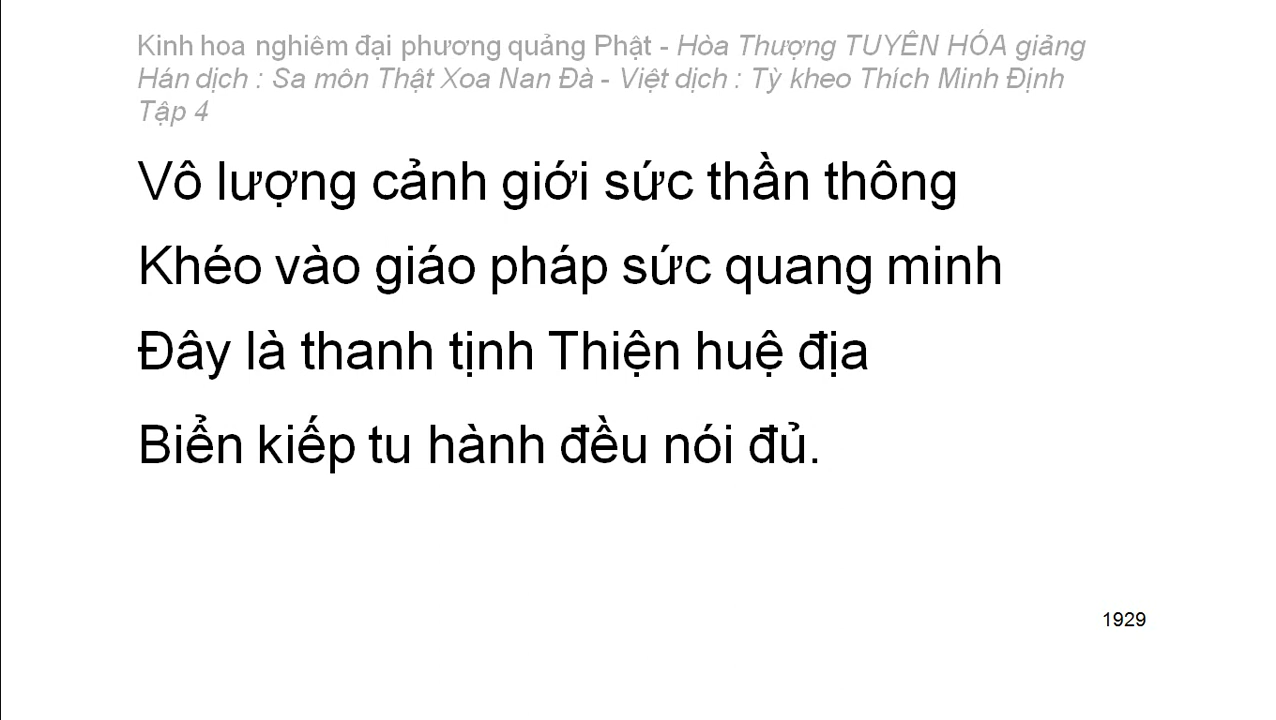 Kinh hoa nghiêm đại phương quảng Phật - Hòa Thượng TUYÊN HÓA giảng
Hán dịch : Sa môn Thật Xoa Nan Đà - Việt dịch : Tỳ kheo Thích Minh Định
Tập 4
Vô lượng cảnh giới sức thần thông
Khéo vào giáo pháp sức quang minh
Đây là thanh tịnh Thiện huệ địa
Biển kiếp tu hành đều nói đủ.
1929